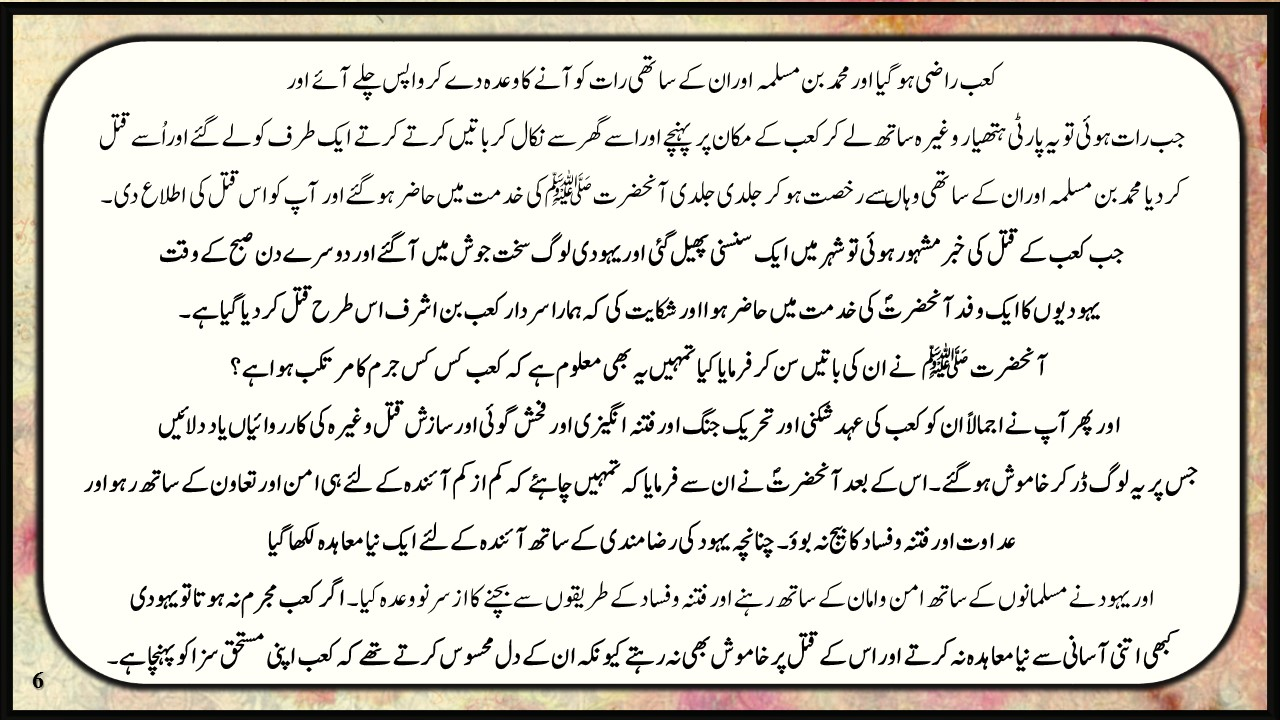 کعب راضی ہو گیا اور محمد بن مسلمہ اور ان کے ساتھی رات کو آنے کا وعدہ دے کر واپس چلے آئے اور
جب رات ہوئی تو یہ پارٹی ہتھیار وغیرہ ساتھ لے کر کعب کے مکان پر پہنچے اور اسے گھر سے نکال کر باتیں کرتے کرتے ایک طرف کو لے گئے اور اُسے قتل
کر دیا محمد بن مسلمہ اور ان کے ساتھی وہاں سے رخصت ہو کر جلدی جلدی آنحضرت ﷺ کی خدمت میں حاضر ہو گئے اور آپ کو اس قتل کی اطلاع دی۔
جب کعب کے قتل کی خبر مشہور ہوئی تو شہر میں ایک سنسنی پھیل گئی اور یہودی لوگ سخت جوش میں آ گئے اور دوسرے دن صبح کے وقت
یہودیوں کا ایک وفد آنحضرتؐ کی خدمت میں حاضر ہوا اور شکایت کی کہ ہمارا سردار کعب بن اشرف اس طرح قتل کر دیا گیا ہے۔
آنحضرت ﷺ نے ان کی باتیں سن کر فرمایا کیا تمہیں یہ بھی معلوم ہے کہ کعب کس کس جرم کا مرتکب ہوا ہے؟
اور پھر آپ نے اجمالاً ان کو کعب کی عہد شکنی اور تحریک جنگ اور فتنہ انگیزی اور فحش گوئی اور سازش قتل وغیرہ کی کارروائیاں یاد دلائیں
جس پر یہ لوگ ڈر کر خاموش ہو گئے۔ اس کے بعد آنحضرتؐ نے ان سے فرمایا کہ تمہیں چاہئے کہ کم از کم آئندہ کے لئے ہی امن اور تعاون کے ساتھ رہو اور
عداوت اور فتنہ و فساد کا بیج نہ بوؤ۔ چنانچہ یہود کی رضامندی کے ساتھ آئندہ کے لئے ایک نیا معاہدہ لکھا گیا
اور یہود نے مسلمانوں کے ساتھ امن وامان کے ساتھ رہنے اور فتنہ و فساد کے طریقوں سے بچنے کا از سر نو وعدہ کیا۔ اگر کعب مجرم نہ ہوتا تو یہودی
کبھی اتنی آسانی سے نیا معاہدہ نہ کرتے اور اس کے قتل پر خاموش بھی نہ رہتے کیونکہ ان کے دل محسوس کرتے تھے کہ کعب اپنی مستحق سزا کو پہنچا ہے۔
6